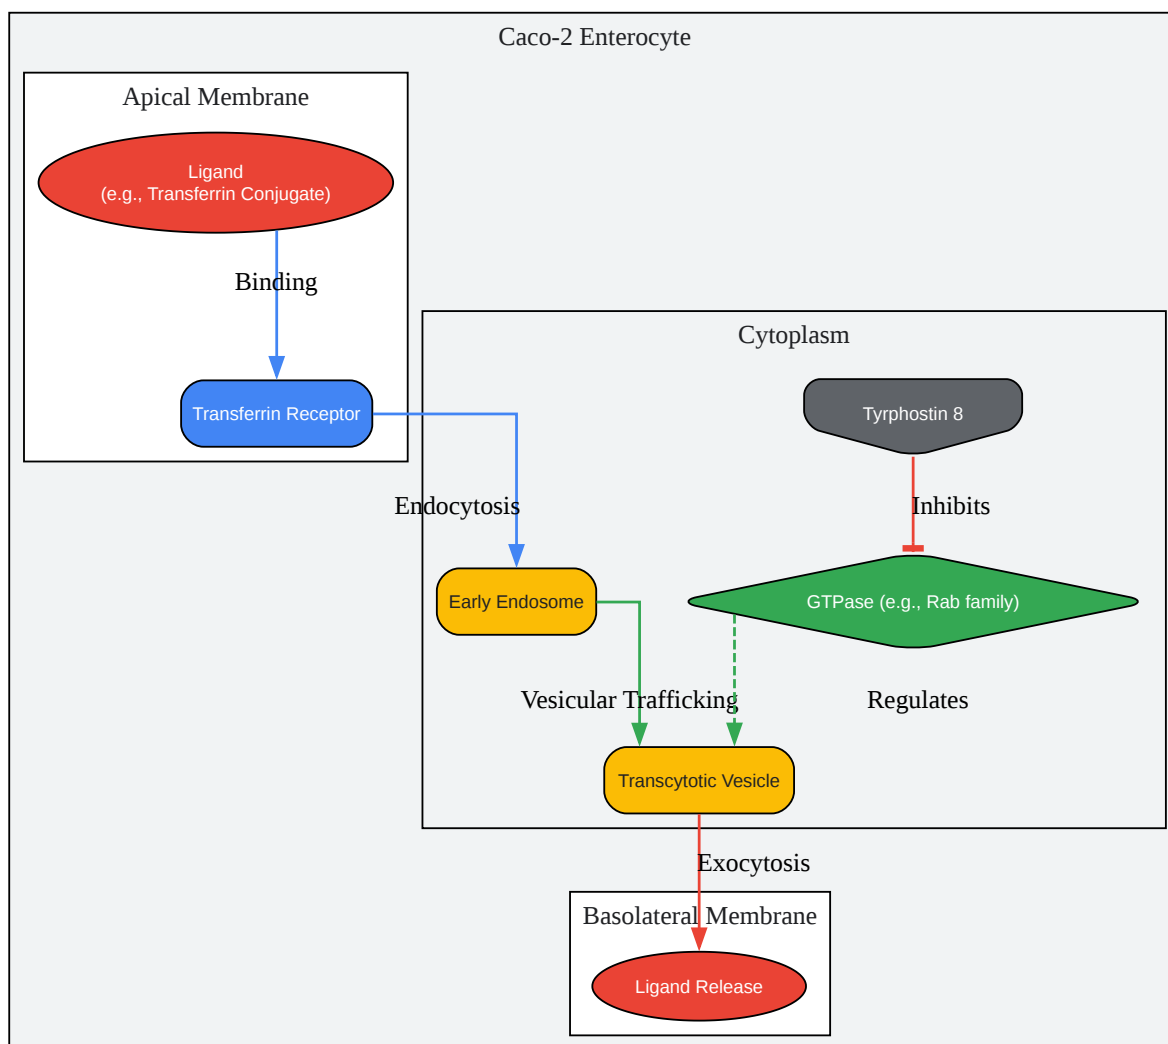 Caco-2 Enterocyte
Apical Membrane
Ligand
(e.g., Transferrin Conjugate)
Binding
Transferrin Receptor
Cytoplasm
Tyrphostin 8
Endocytosis
Inhibits
Early Endosome
GTPase (e.g., Rab family)
Vesicular Trafficking
Regulates
Transcytotic Vesicle
Exocytosis
Basolateral Membrane
Ligand Release